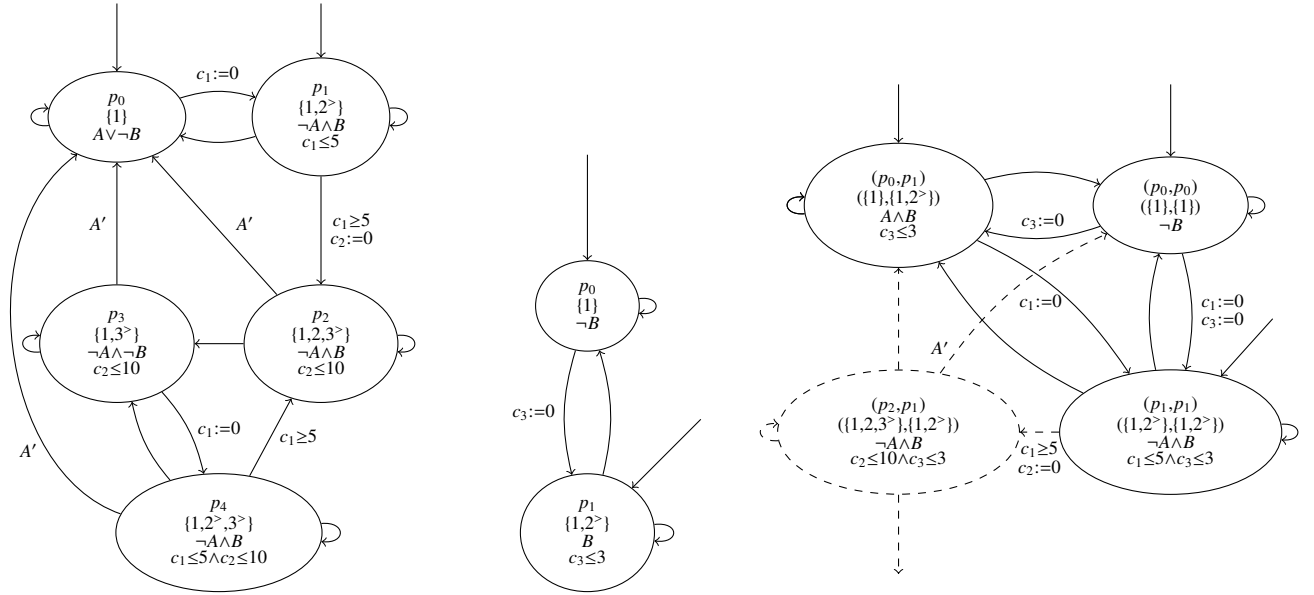 c₁:=0
p₀
{1}
A∨¬B
p₁
{1,2^>}
¬A∧B
c₁≤5
A′
A′
c₁≥5
c₂:=0
p₃
{1,3^>}
¬A∧¬B
c₂≤10
p₂
{1,2,3^>}
¬A∧B
c₂≤10
c₁:=0
c₁≥5
A′
p₄
{1,2^>,3^>}
¬A∧B
c₁≤5∧c₂≤10
p₀
{1}
¬B
c₃:=0
p₁
{1,2^>}
B
c₃≤3
(p₀,p₁)
({1},{1,2^>})
A∧B
c₃≤3
c₃:=0
(p₀,p₀)
({1},{1})
¬B
c₁:=0
c₁:=0
c₃:=0
A′
(p₂,p₁)
({1,2,3^>},{1,2^>})
¬A∧B
c₂≤10∧c₃≤3
c₁≥5
c₂:=0
(p₁,p₁)
({1,2^>},{1,2^>})
¬A∧B
c₁≤5∧c₃≤3